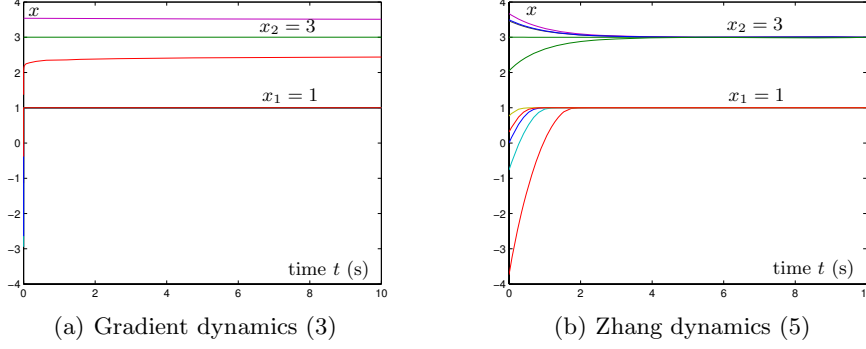 x
4
3
2
1
0
−1
−2
−3
−4
x₂ = 3
x₁ = 1
time t (s)
0 2 4 6 8 10
(a) Gradient dynamics (3)
x
4
3
2
1
0
−1
−2
−3
−4
x₂ = 3
x₁ = 1
time t (s)
0 2 4 6 8 10
(b) Zhang dynamics (5)